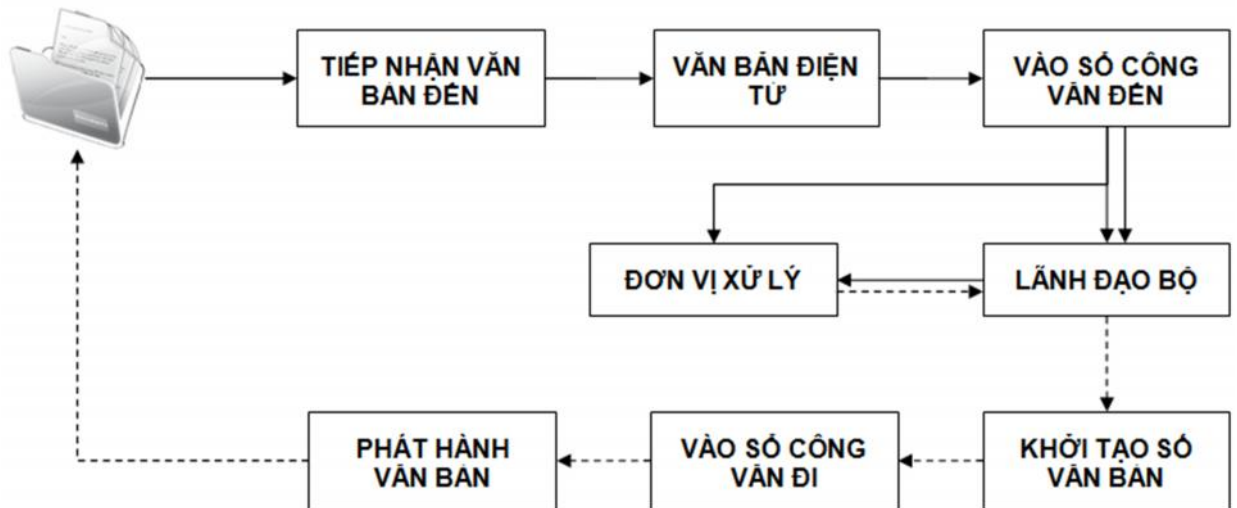 TIẾP NHẬN VĂN
BẢN ĐẾN
VĂN BẢN ĐIỆN
TỬ
VÀO SỔ CÔNG
VĂN ĐẾN
ĐƠN VỊ XỬ LÝ
LÃNH ĐẠO BỘ
PHÁT HÀNH
VĂN BẢN
VÀO SỔ CÔNG
VĂN ĐI
KHỞI TẠO SỐ
VĂN BẢN